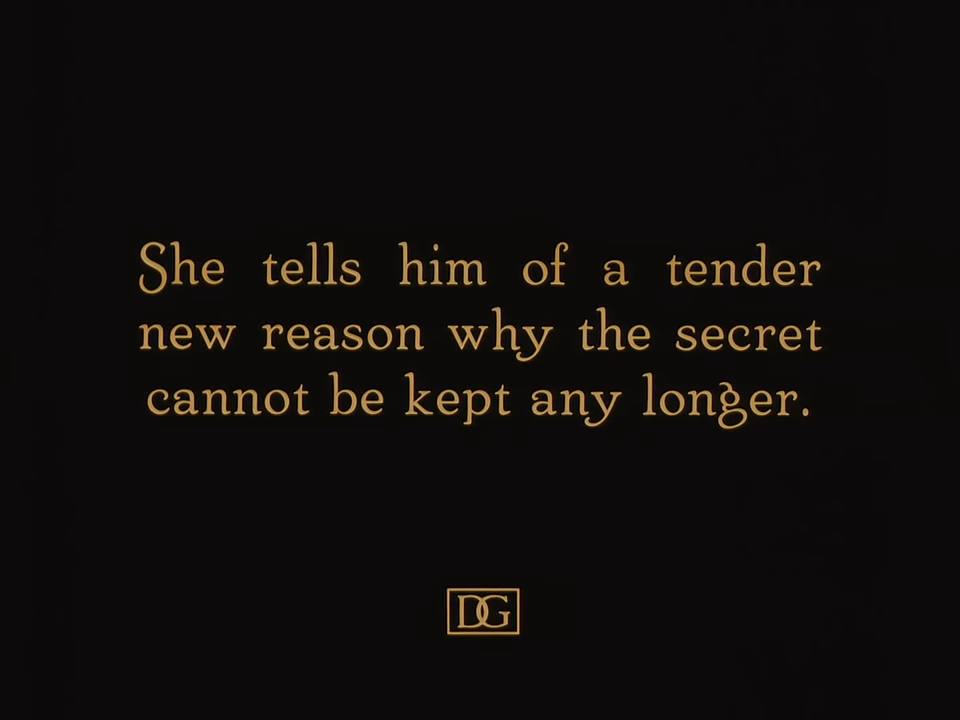 She tells him of a tender
new reason why the secret
cannot be kept any longer.
DG